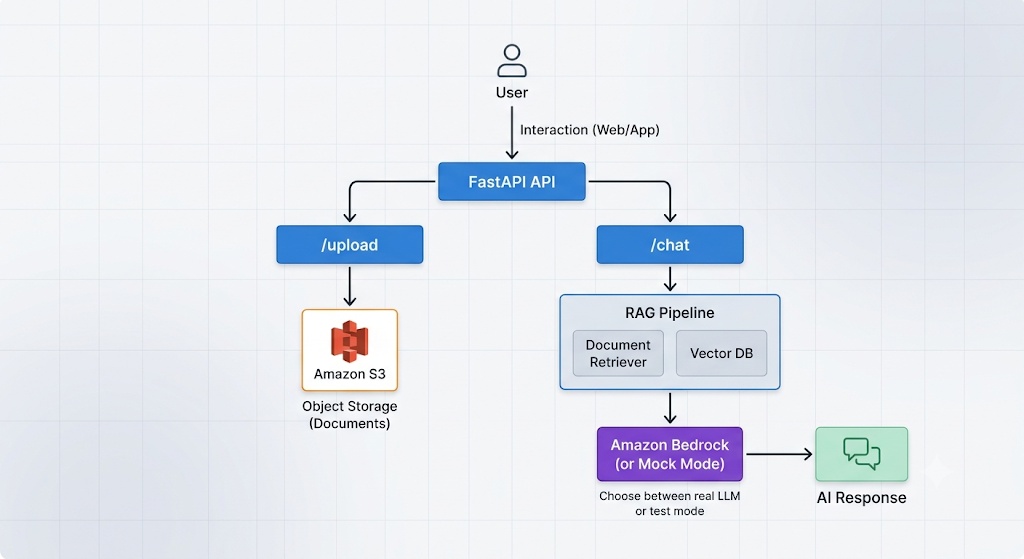 User
Interaction (Web/App)
FastAPI API
/upload
/chat
Amazon S3
Object Storage
(Documents)
RAG Pipeline
Document
Retriever
Vector DB
Amazon Bedrock
(or Mock Mode)
Choose between real LLM
or test mode
AI Response